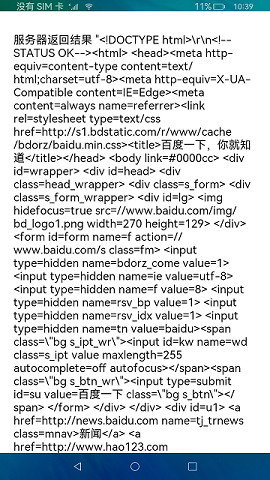 没有 SIM 卡 11% 10:39
服务器返回结果 "<!DOCTYPE html>\r\n<!--
STATUS OK--><html> <head><meta http-
equiv=content-type content=text/
html;charset=utf-8><meta http-equiv=X-UA-
Compatible content=IE=Edge><meta
content=always name=referrer><link
rel=stylesheet type=text/css
href=http://s1.bdstatic.com/r/www/cache
/bdorz/baidu.min.css><title>百度一下，你就知
道</title></head> <body link=#0000cc> <div
id=wrapper> <div id=head> <div
class=head_wrapper> <div class=s_form> <div
class=s_form_wrapper> <div id=lg> <img
hidefocus=true src=//www.baidu.com/img/
bd_logo1.png width=270 height=129> </div>
<form id=form name=f action=//
www.baidu.com/s class=fm> <input
type=hidden name=bdorz_come value=1>
<input type=hidden name=ie value=utf-8>
<input type=hidden name=f value=8> <input
type=hidden name=rsv_bp value=1> <input
type=hidden name=rsv_idx value=1> <input
type=hidden name=tn value=baidu><span
class=\"bg s_ipt_wr\"><input id=kw name=wd
class=s_ipt value maxlength=255
autocomplete=off autofocus></span><span
class=\"bg s_btn_wr\"><input type=submit
id=su value=百度一下 class=\"bg s_btn\"></
span> </form> </div> </div> <div id=u1> <a
href=http://news.baidu.com name=tj_trnews
class=mnav>新闻</a> <a
href=http://www.hao123.com